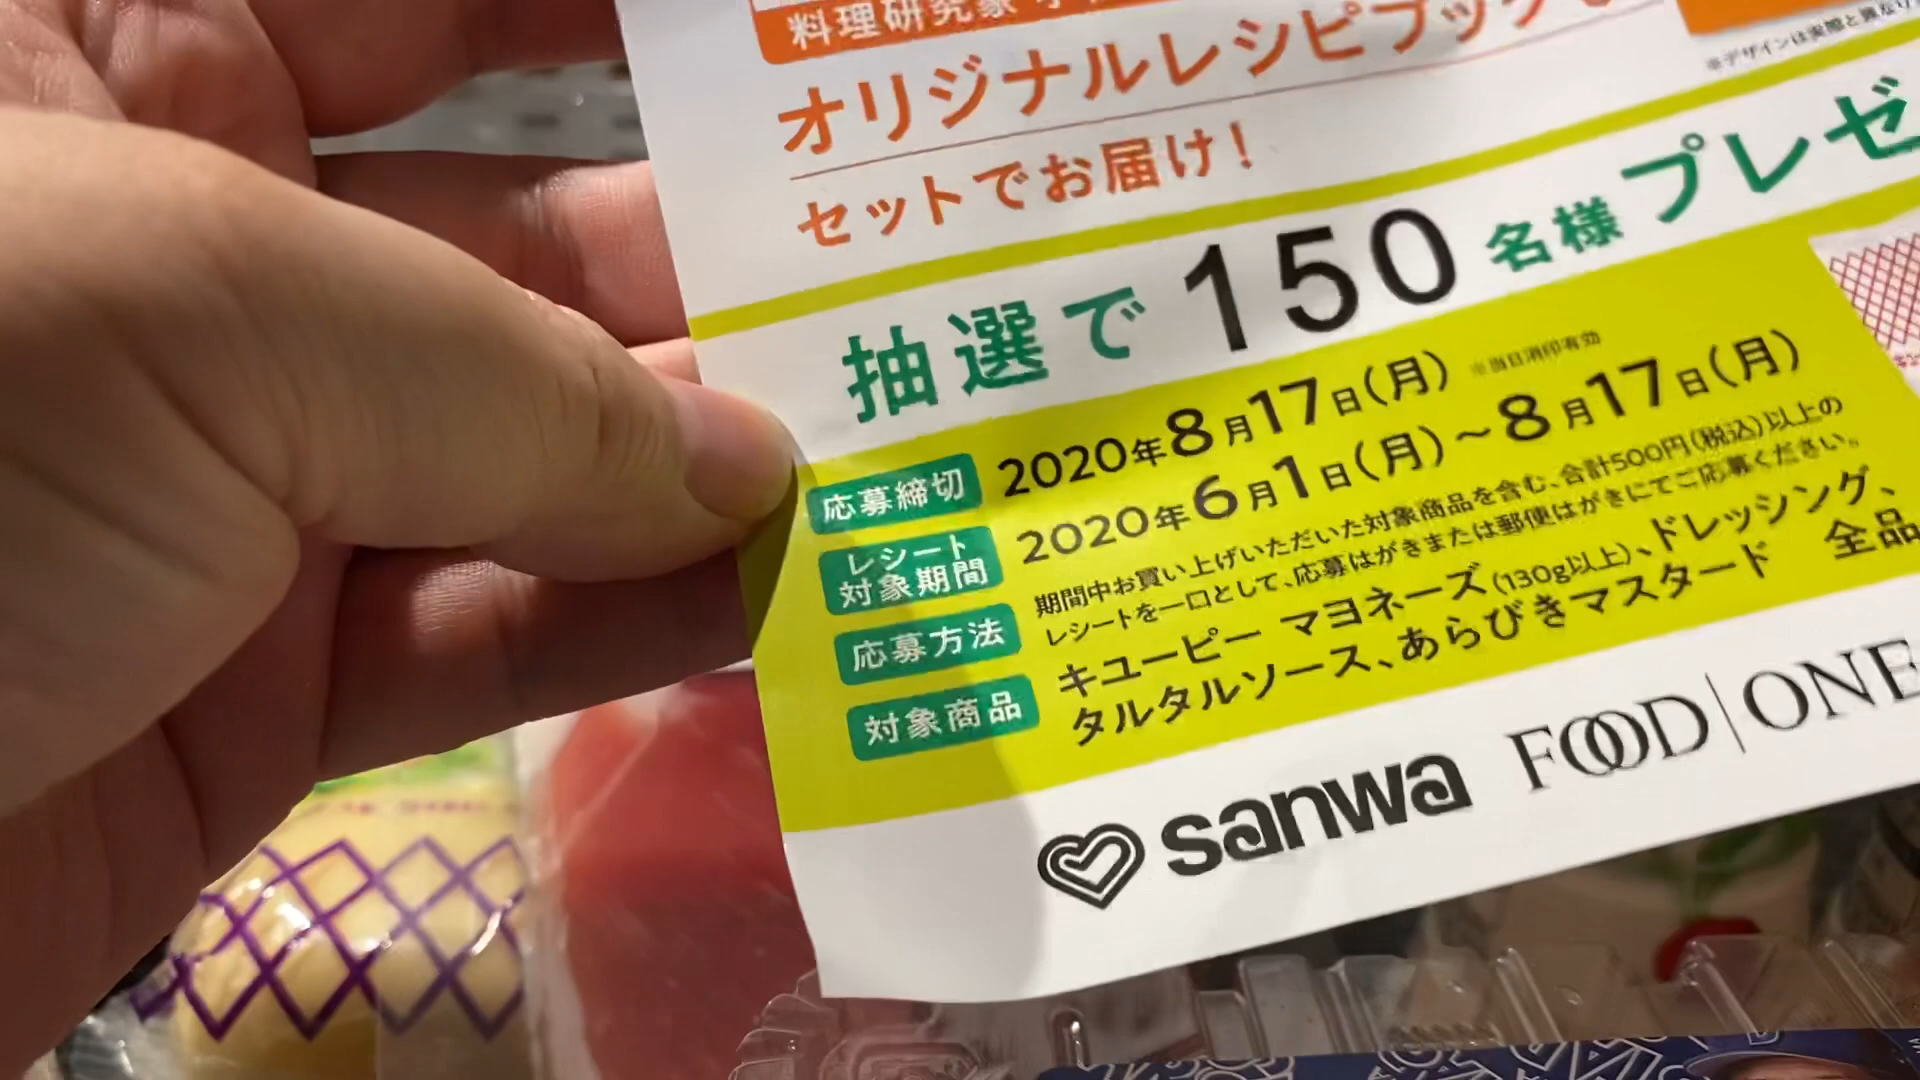 料理研究家
オリジナルレシピブックも
※デザインは実際と異なり
セットでお届け！
抽選で150名様プレゼ
応募締切 2020年8月17日(月) ※当日消印有効
レシート対象期間 2020年6月1日(月)～8月17日(月)
応募方法 期間中お買い上げいただいた対象商品を含む、合計500円(税込)以上の
レシートを一口として、応募はがきまたは郵便はがきにてご応募ください。
対象商品 キユーピー マヨネーズ(130g以上)、ドレッシング、
タルタルソース、あらびきマスタード 全品
sanwa FOOD|ONE